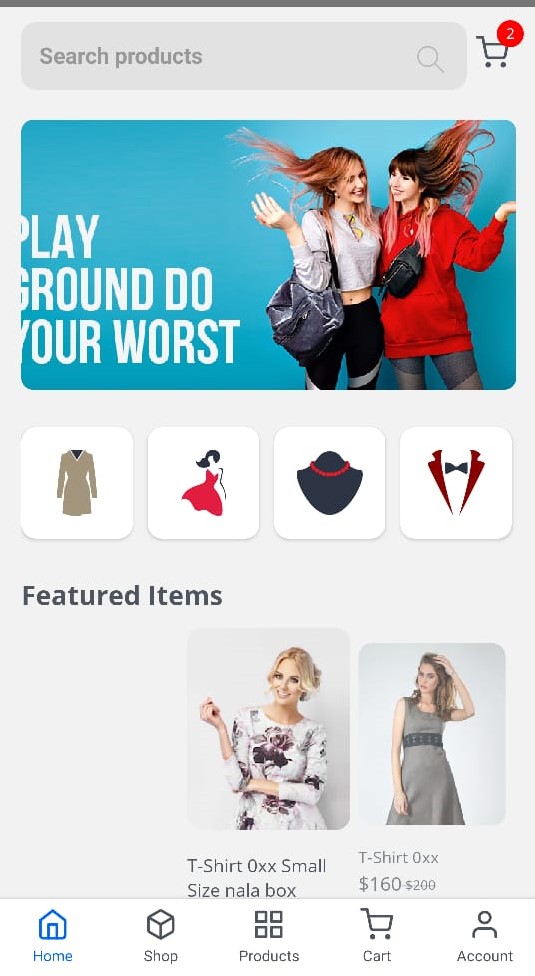 Search products
2
PLAY
GROUND DO
YOUR WORST
Featured Items
T-Shirt 0xx Small
Size nala box
T-Shirt 0xx
$160 $200
Home
Shop
Products
Cart
Account